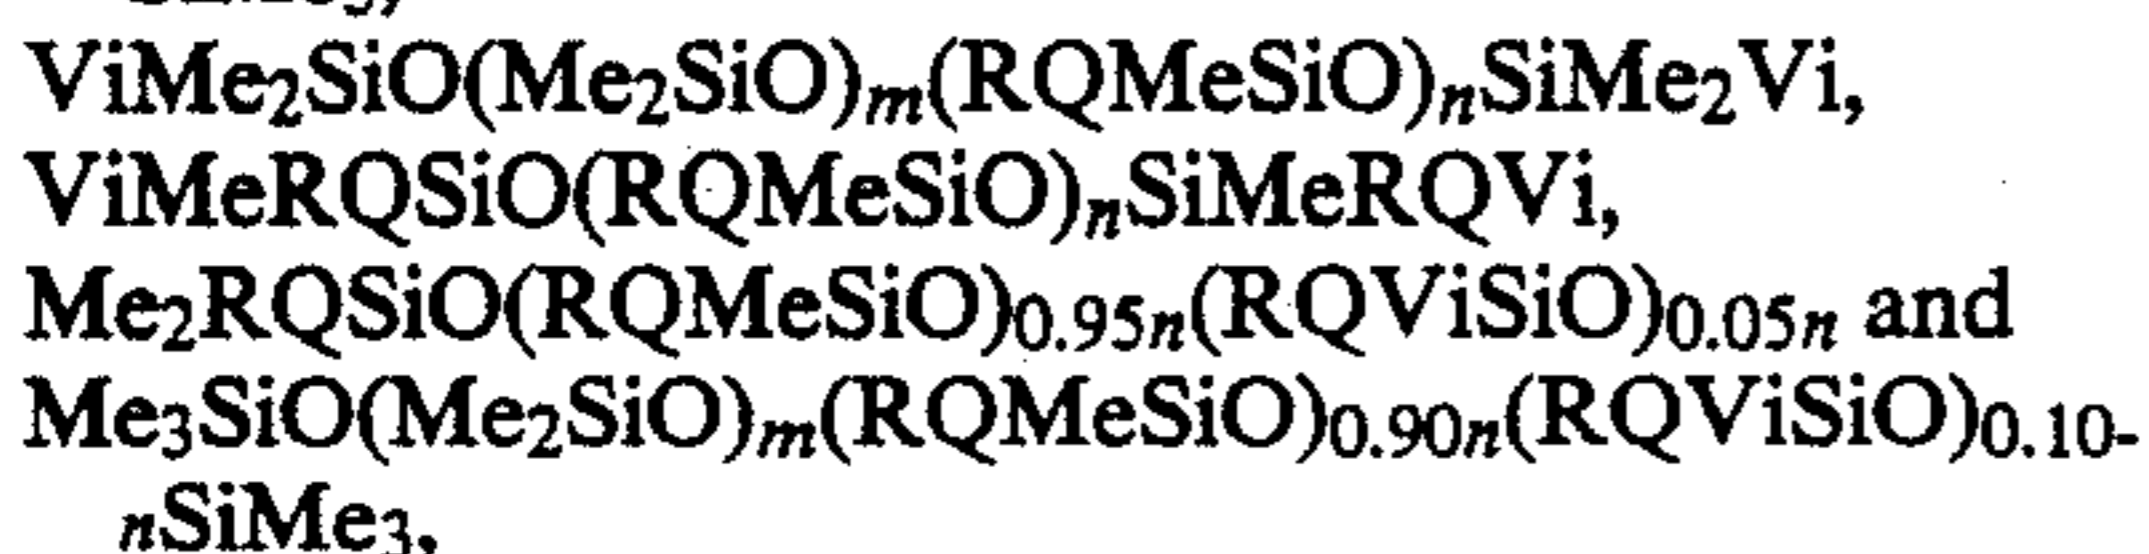 ViMe₂SiO(Me₂SiO)ₘ(RQMeSiO)ₙSiMe₂Vi,
ViMeRQSiO(RQMeSiO)ₙSiMeRQVi,
Me₂RQSiO(RQMeSiO)₀.₉₅ₙ(RQViSiO)₀.₀₅ₙ and
Me₃SiO(Me₂SiO)ₘ(RQMeSiO)₀.₉₀ₙ(RQViSiO)₀.₁₀₋
ₙSiMe₃,